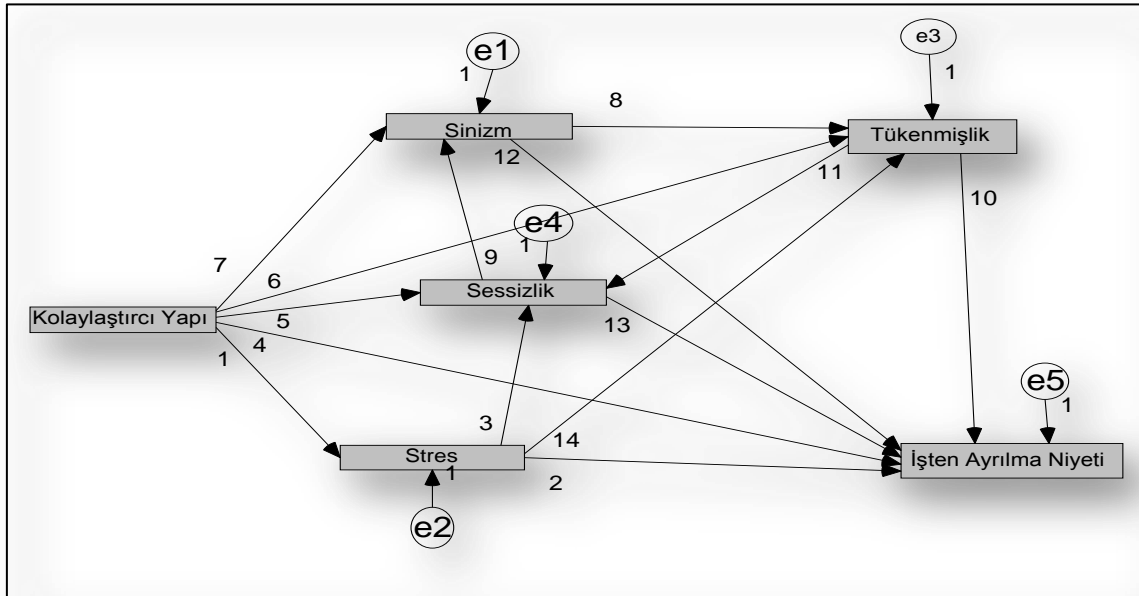 e1
e3
1
1
8
Sinizm
Tükenmişlik
12
11
10
e4
1
9
7
6
Sessizlik
Kolaylaştırcı Yapı
5
13
4
1
e5
1
3
14
Stres
İşten Ayrılma Niyeti
1
2
e2